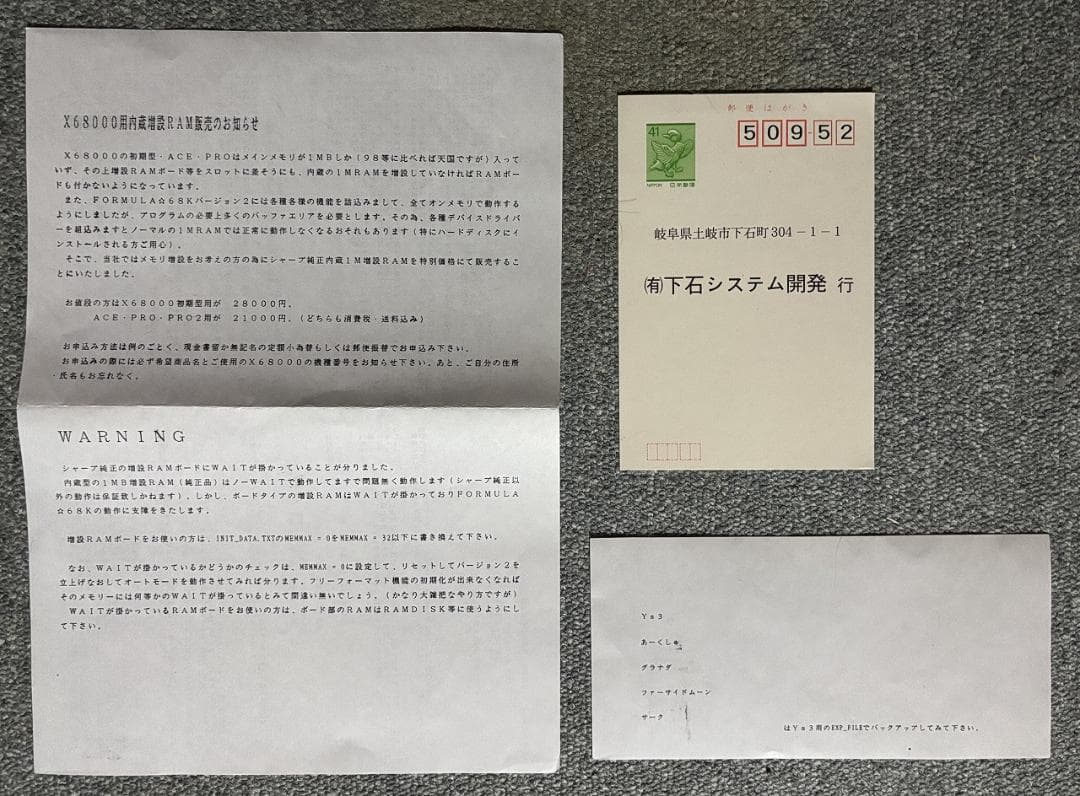 X68000用内蔵増設RAM販売のお知らせ
X68000の初期型・ACE・PROはメインメモリが1MBしか(98等に比べれば天国ですが)入って
いず、その上増設RAMボード等をスロットに差そうにも、内蔵の1MRAMを増設していなければRAMボー
ドも付かないようになっています。
また、FORMULA☆68Kバージョン2には各種各様の機能を詰込みまして、全てオンメモリで動作する
ようにしましたが、プログラムの必要上多くのバッファエリアを必要とします。その為、各種デバイスドライバ
ーを組込みますとノーマルの1MRAMでは正常に動作しなくなるおそれもあります(特にハードディスクにイ
ンストールされる方ご用心)。
そこで、当社ではメモリ増設をお考えの方の為にシャープ純正内蔵1M増設RAMを特別価格にて販売するこ
とにいたしました。
お値段の方はX68000初期型用が 28000円。
ACE・PRO・PRO2用が 21000円。(どちらも消費税・送料込み)
お申込み方法は例のごとく、現金書留か無記名の定額小為替もしくは郵便振替でお申込み下さい。
お申込みの際には必ず希望商品名とご使用のX68000の機種番号をお知らせ下さい。あと、ご自分の住所
・氏名もお忘れなく。
WARNING
シャープ純正の増設RAMボードにWAITが掛かっていることが分りました。
内蔵型の1MB増設RAM(純正品)はノーWAITで動作してますで問題無く動作します(シャープ純正以
外の動作は保証致しかねます)。しかし、ボードタイプの増設RAMはWAITが掛かっておりFORMULA
☆68Kの動作に支障をきたします。
増設RAMボードをお使いの方は、INIT_DATA.TXTのMEMMAX = 0をMEMMAX = 32以下に書き換えて下さい。
なお、WAITが掛かっているかどうかのチェックは、MEMMAX = 0に設定して、リセットしてバージョン2を
立上げなおしてオートモードを動作させてみれば分ります。フリーフォーマット機能の初期化が出来なくなれば
そのメモリーには何等かのWAITが掛っているとみて間違い無いでしょう。(かなり大雑把なやり方ですが)
WAITが掛かっているRAMボードをお使いの方は、ボード部のRAMはRAMDISK等に使うようにし
て下さい。
郵便はがき
41
NIPPON 日本郵便
509-52
岐阜県土岐市下石町304-1-1
㈲下石システム開発 行
Ys3
あーくしゅ
グラナダ
ファーサイドムーン
サーク
はYs3用のEXP_FILEでバックアップしてみて下さい。